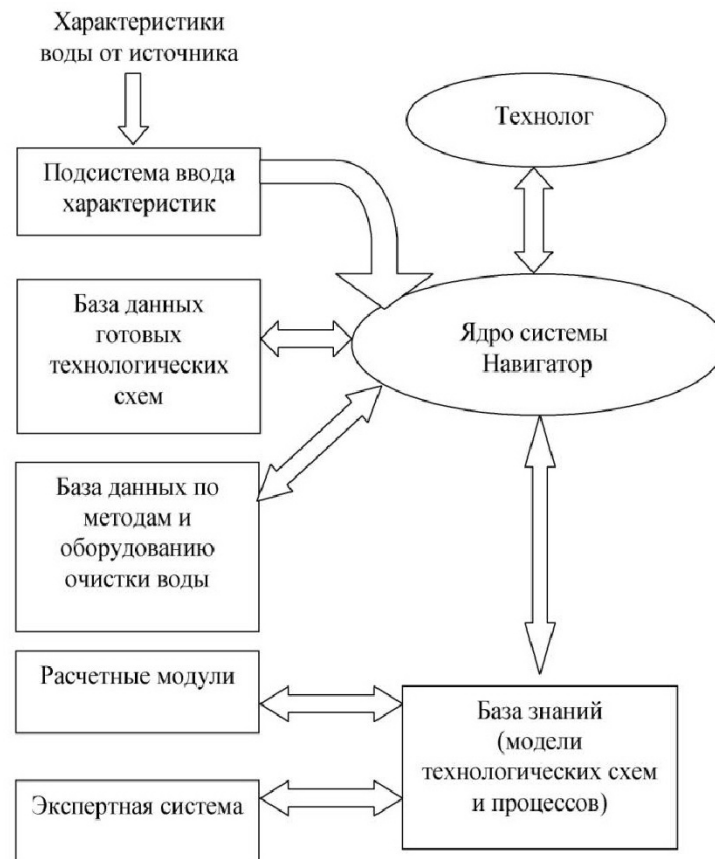 Характеристики
воды от источника
Технолог
Подсистема ввода
характеристик
База данных
готовых
технологических
схем
Ядро системы
Навигатор
База данных по
методам и
оборудованию
очистки воды
Расчетные модули
База знаний
(модели
технологических схем
и процессов)
Экспертная система